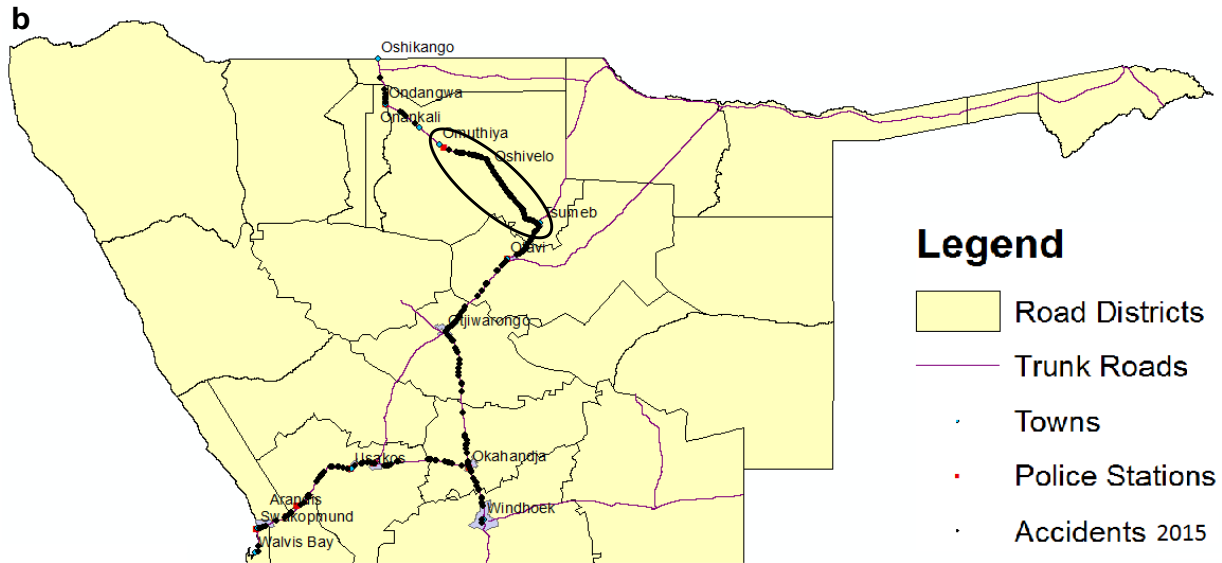 b
Oshikango
Ondangwa
Onankali
Omuthiya
Oshivelo
Tsumeb
Otavi
Otjiwarongo
Usakos
Okahandja
Arandis
Swakopmund
Windhoek
Walvis Bay
Legend
Road Districts
Trunk Roads
Towns
Police Stations
Accidents 2015